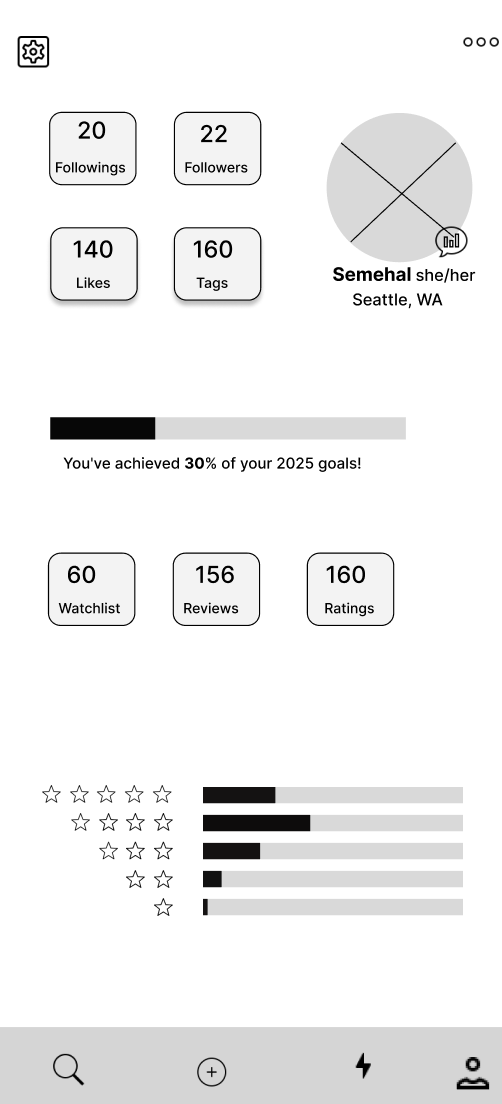 20
Followings
22
Followers
140
Likes
160
Tags
Semehal she/her
Seattle, WA
You've achieved 30% of your 2025 goals!
60
Watchlist
156
Reviews
160
Ratings